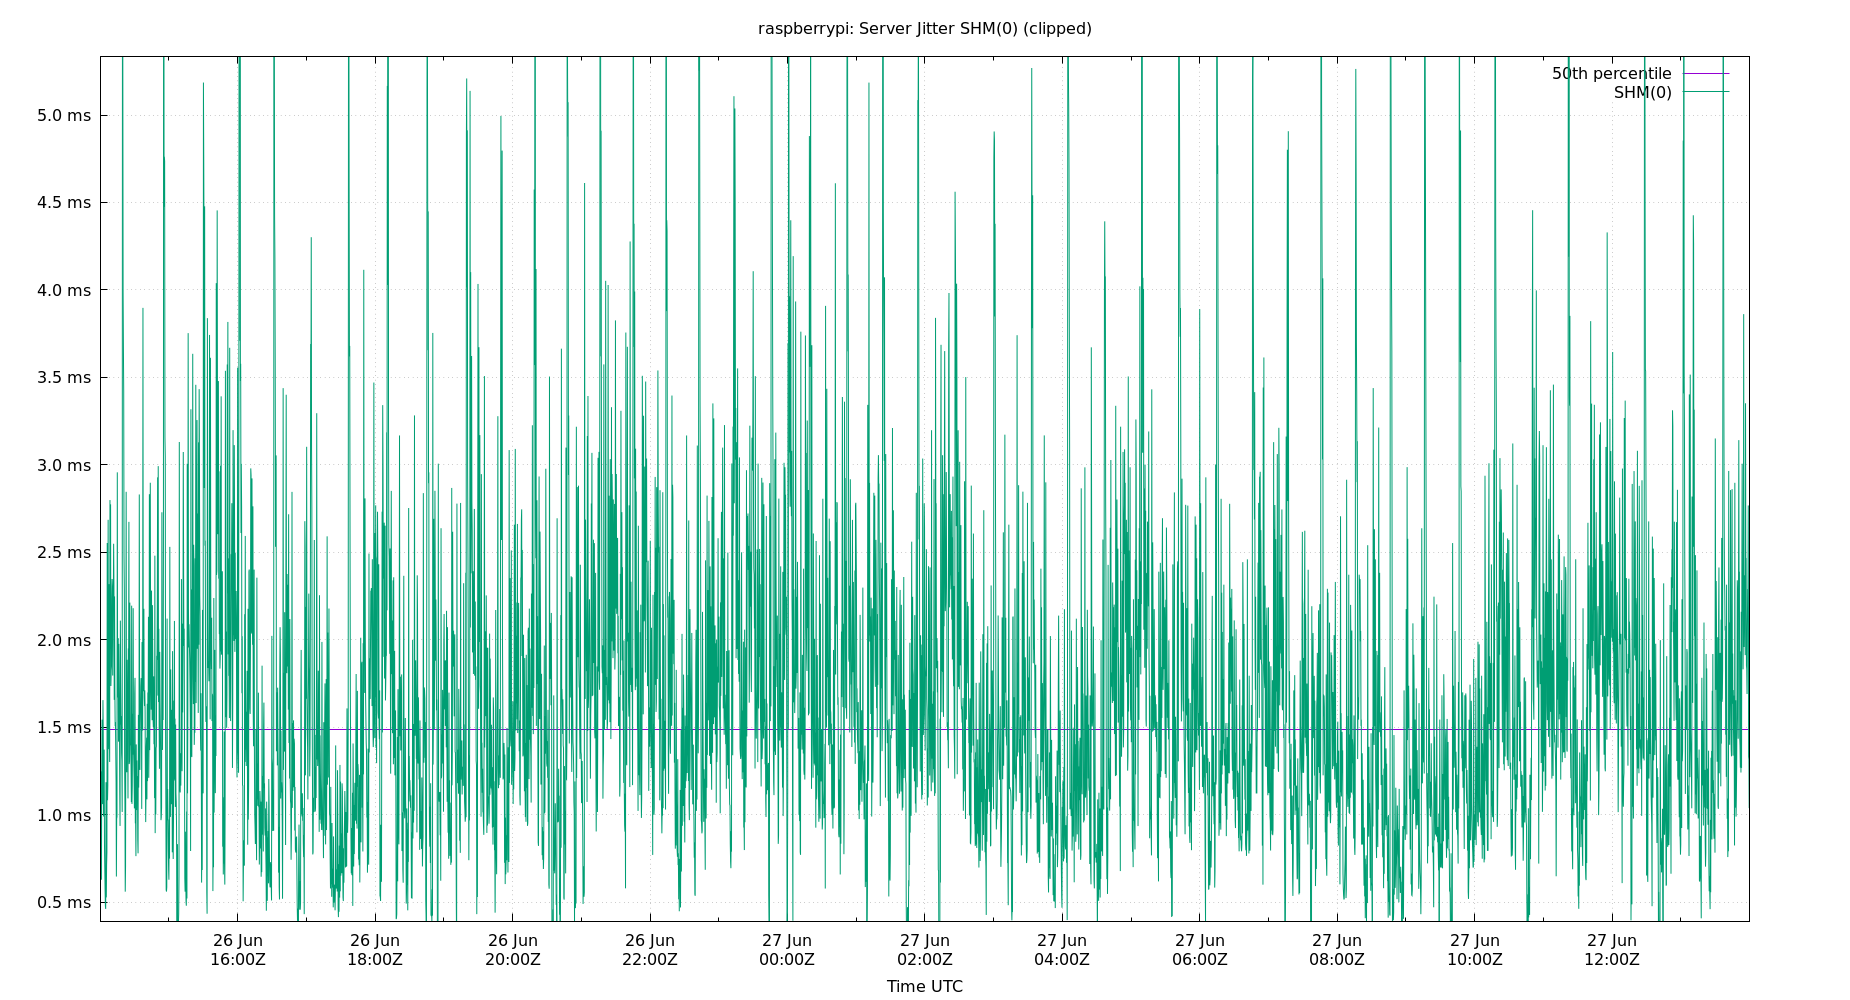 raspberrypi: Server Jitter SHM(0) (clipped)
50th percentile
SHM(0)
5.0 ms
4.5 ms
4.0 ms
3.5 ms
3.0 ms
2.5 ms
2.0 ms
1.5 ms
1.0 ms
0.5 ms
26 Jun 26 Jun 26 Jun 26 Jun 27 Jun 27 Jun 27 Jun 27 Jun 27 Jun 27 Jun 27 Jun
16:00Z 18:00Z 20:00Z 22:00Z 00:00Z 02:00Z 04:00Z 06:00Z 08:00Z 10:00Z 12:00Z
Time UTC